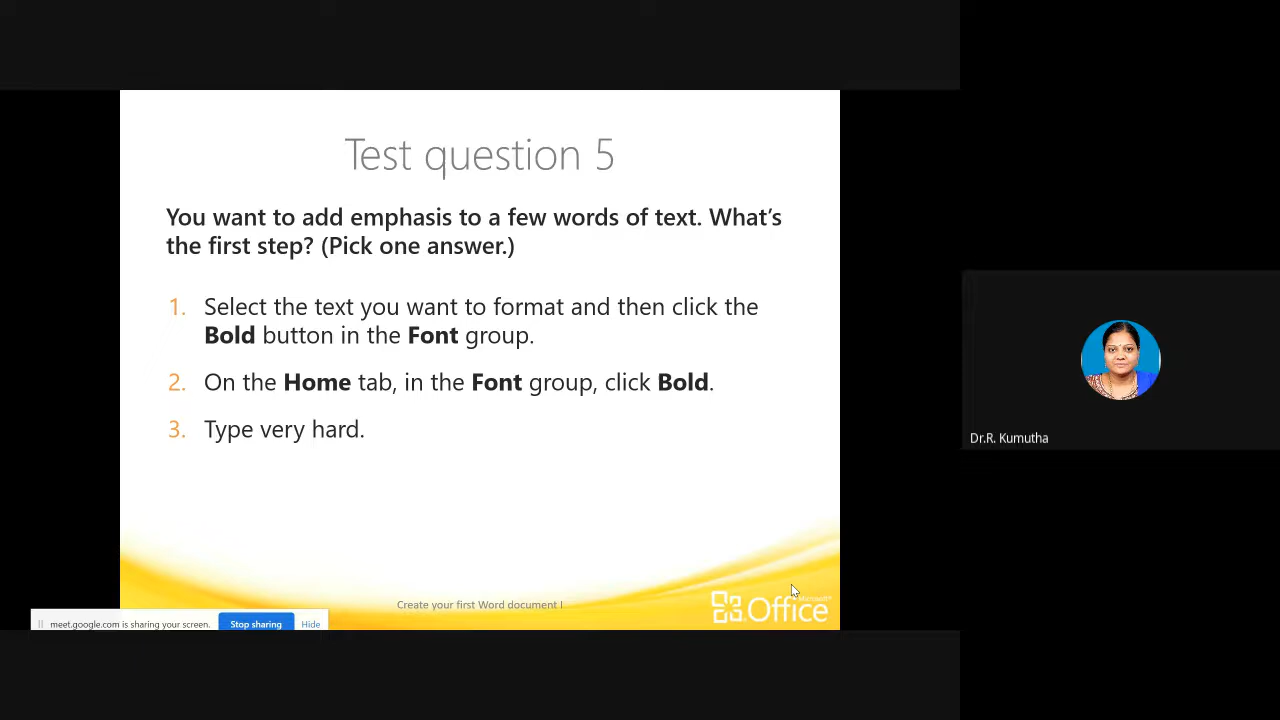 Test question 5
You want to add emphasis to a few words of text. What's
the first step? (Pick one answer.)
1. Select the text you want to format and then click the
Bold button in the Font group.
2. On the Home tab, in the Font group, click Bold.
3. Type very hard.
Dr.R. Kumutha
Create your first Word document I
Microsoft®
Office
meet.google.com is sharing your screen. Stop sharing Hide